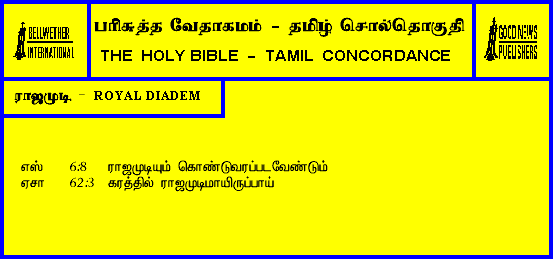 BELLWETHER
INTERNATIONAL
பரிசுத்த வேதாகமம் - தமிழ் சொல்தொகுதி
THE HOLY BIBLE - TAMIL CONCORDANCE
GOOD NEWS
PUBLISHERS
ராஜமுடி - ROYAL DIADEM
எஸ் 6:8 ராஜமுடியும் கொண்டுவரப்படவேண்டும்
ஏசா 62:3 கரத்தில் ராஜமுடிமாயிருப்பாய்